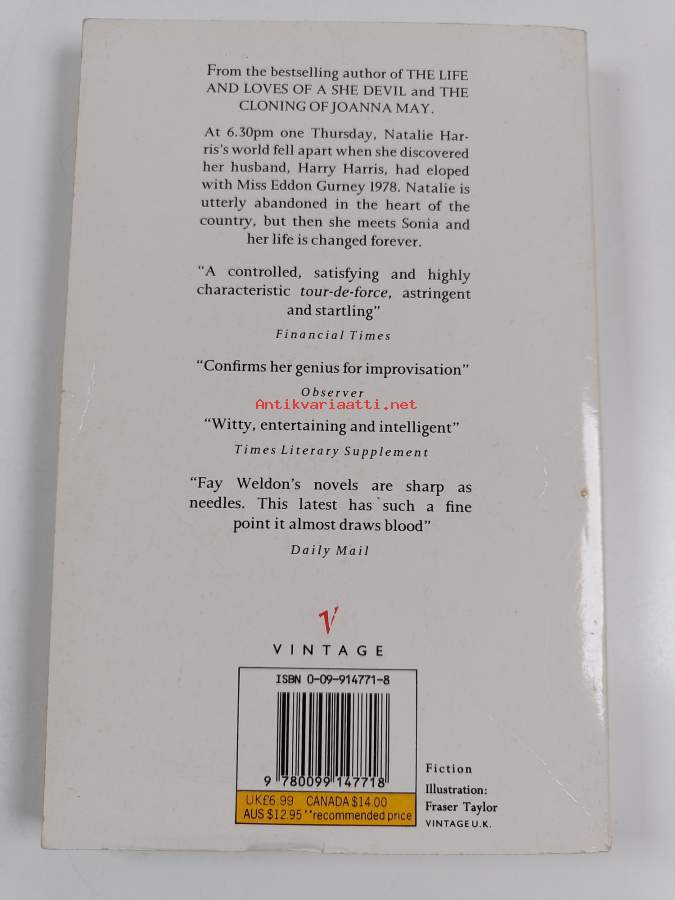 From the bestselling author of THE LIFE
AND LOVES OF A SHE DEVIL and THE
CLONING OF JOANNA MAY.
At 6.30pm one Thursday, Natalie Har-
ris's world fell apart when she discovered
her husband, Harry Harris, had eloped
with Miss Eddon Gurney 1978. Natalie is
utterly abandoned in the heart of the
country, but then she meets Sonia and
her life is changed forever.
“A controlled, satisfying and highly
characteristic tour-de-force, astringent
and startling”
Financial Times
“Confirms her genius for improvisation”
Observer
Antikvariaatti.net
“Witty, entertaining and intelligent”
Times Literary Supplement
“Fay Weldon's novels are sharp as
needles. This latest has such a fine
point it almost draws blood”
Daily Mail
V
VINTAGE
ISBN 0-09-914771-8
9 780099 147718
UK£6.99 CANADA $14.00
AUS $12.95 **recommended price
Fiction
Illustration:
Fraser Taylor
VINTAGE U.K.